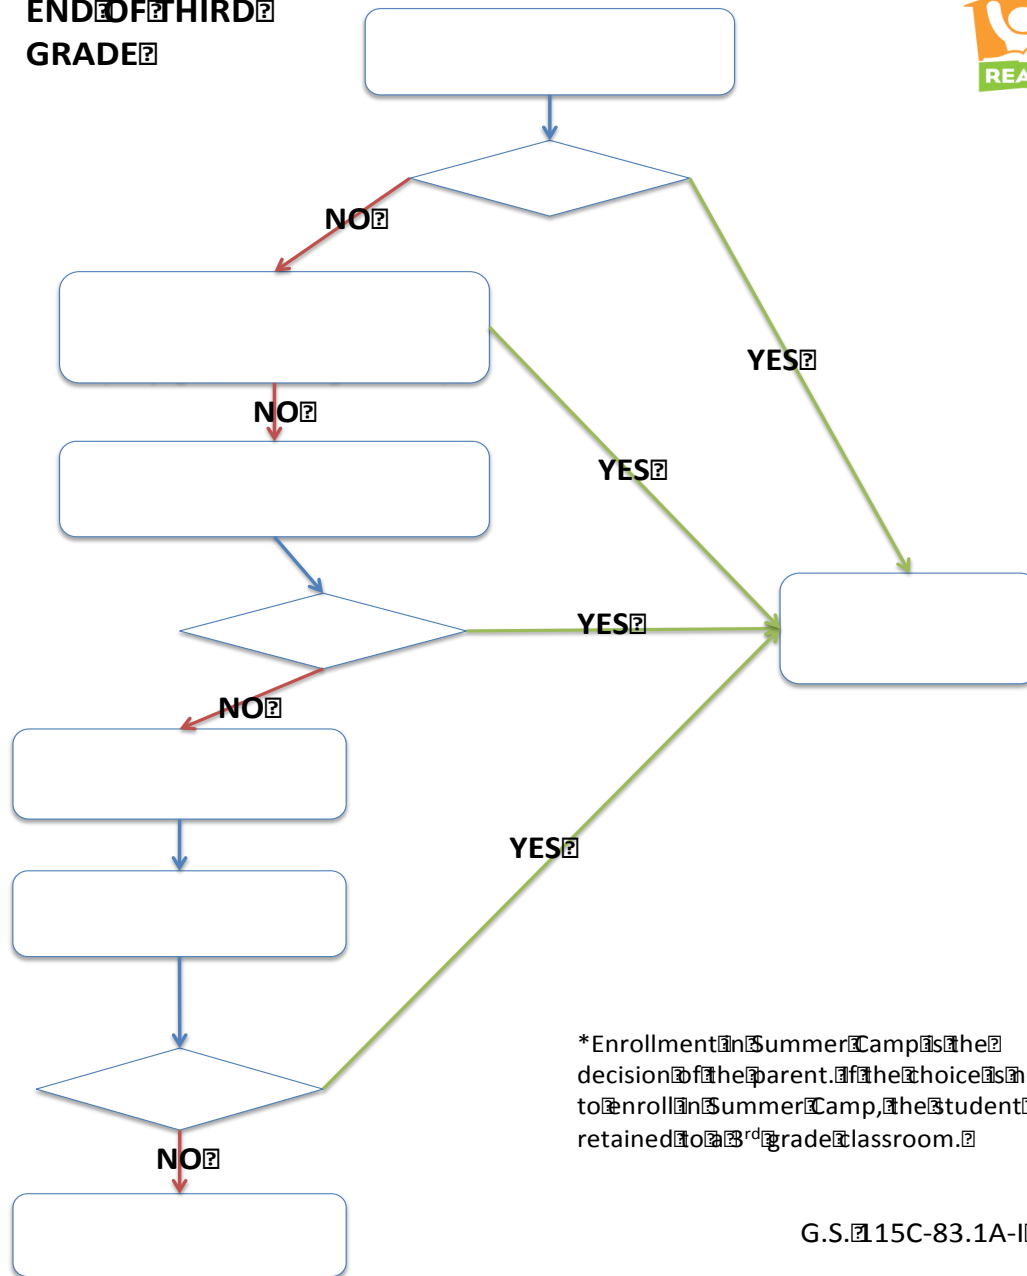 END OF THIRD
GRADE
REA
NO
YES
NO
YES
YES
NO
YES
*Enrollment in Summer Camp is the
decision of the parent. If the choice is n
to enroll in Summer Camp, the student
retained to a 3rd grade classroom.
NO
G.S. 115C-83.1A-I